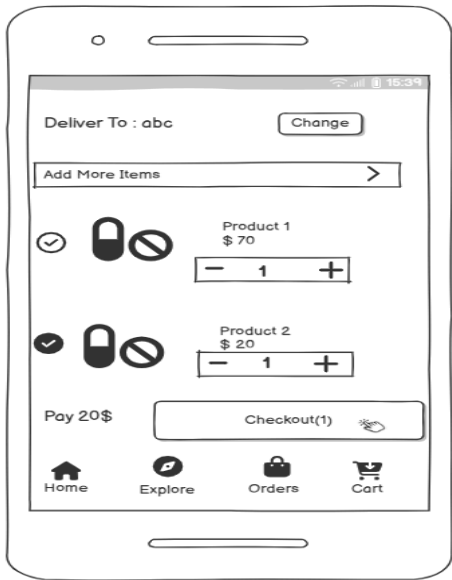 15:39
Deliver To : abc
Change
Add More Items
Product 1
$ 70
1
Product 2
$ 20
1
Pay 20$
Checkout(1)
Home
Explore
Orders
Cart